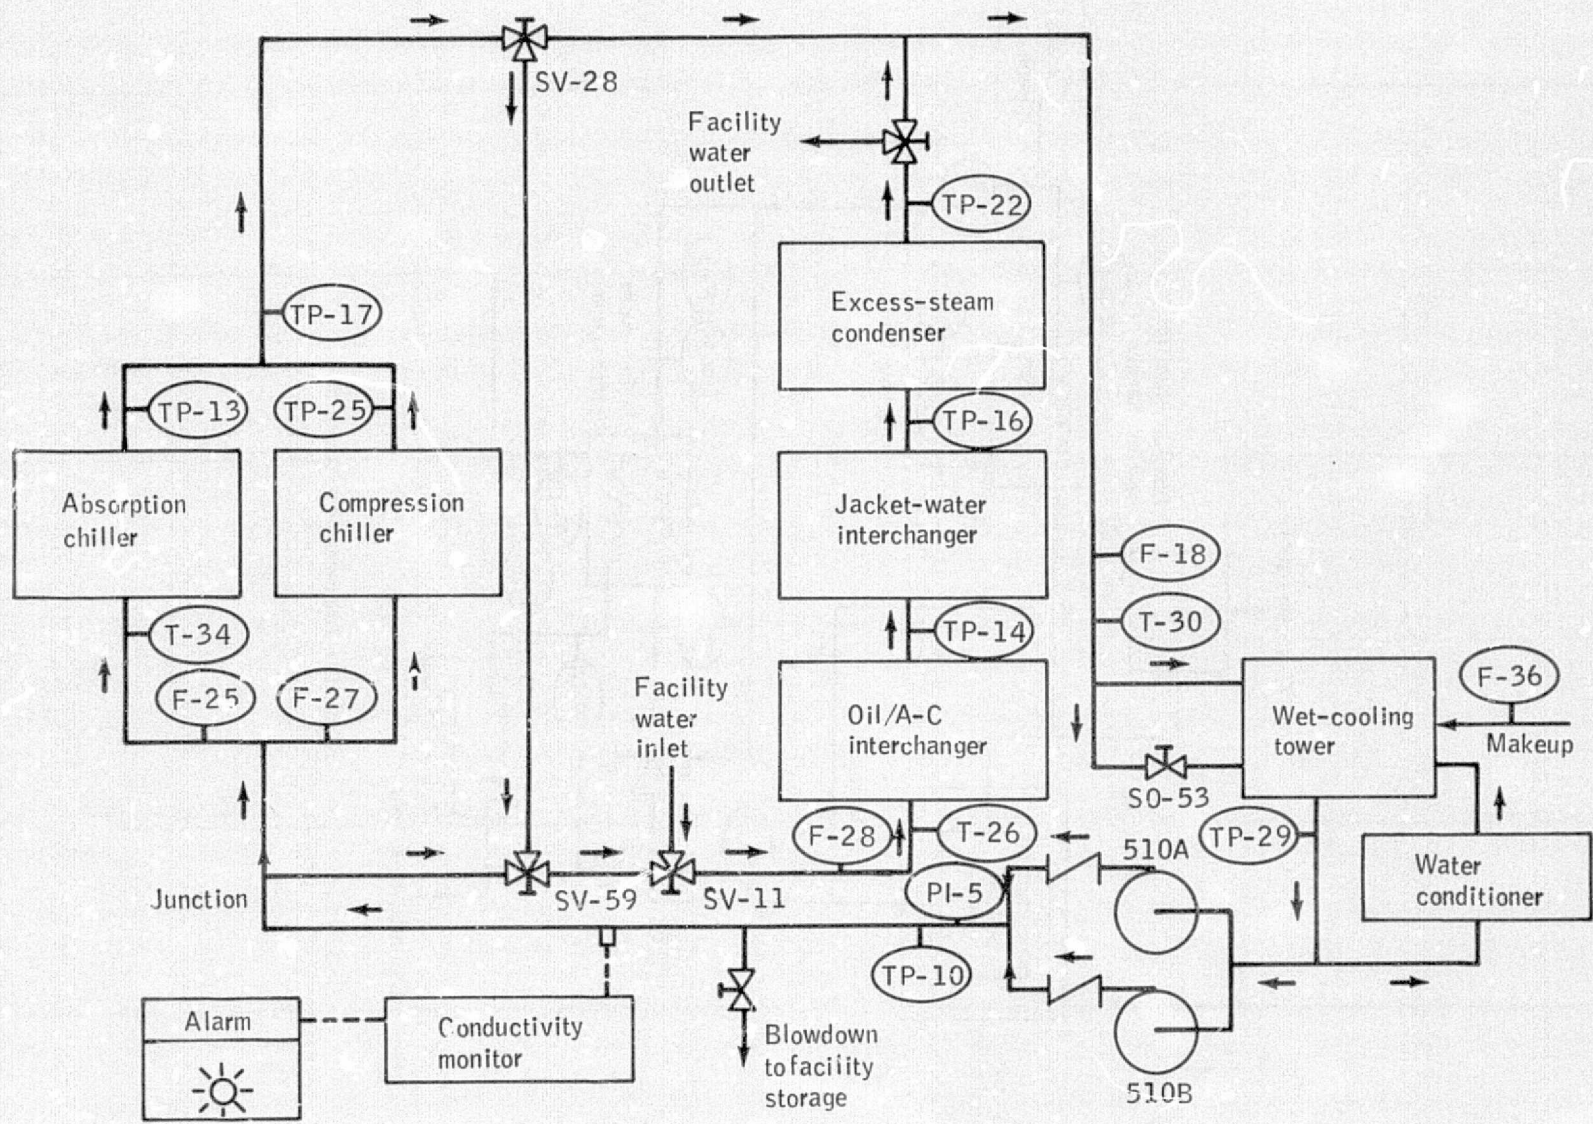 SV-28
Facility
water
outlet
TP-22
Excess-steam
condenser
TP-17
TP-13
TP-25
TP-16
Absorption
chiller
Compression
chiller
Jacket-water
interchanger
F-18
T-34
TP-14
T-30
F-25
F-27
Facility
water
inlet
Oil/A-C
interchanger
Wet-cooling
tower
F-36
Makeup
SO-53
F-28
T-26
TP-29
510A
Water
conditioner
Junction
SV-59
SV-11
PI-5
TP-10
Alarm
Conductivity
monitor
Blowdown
to facility
storage
510B